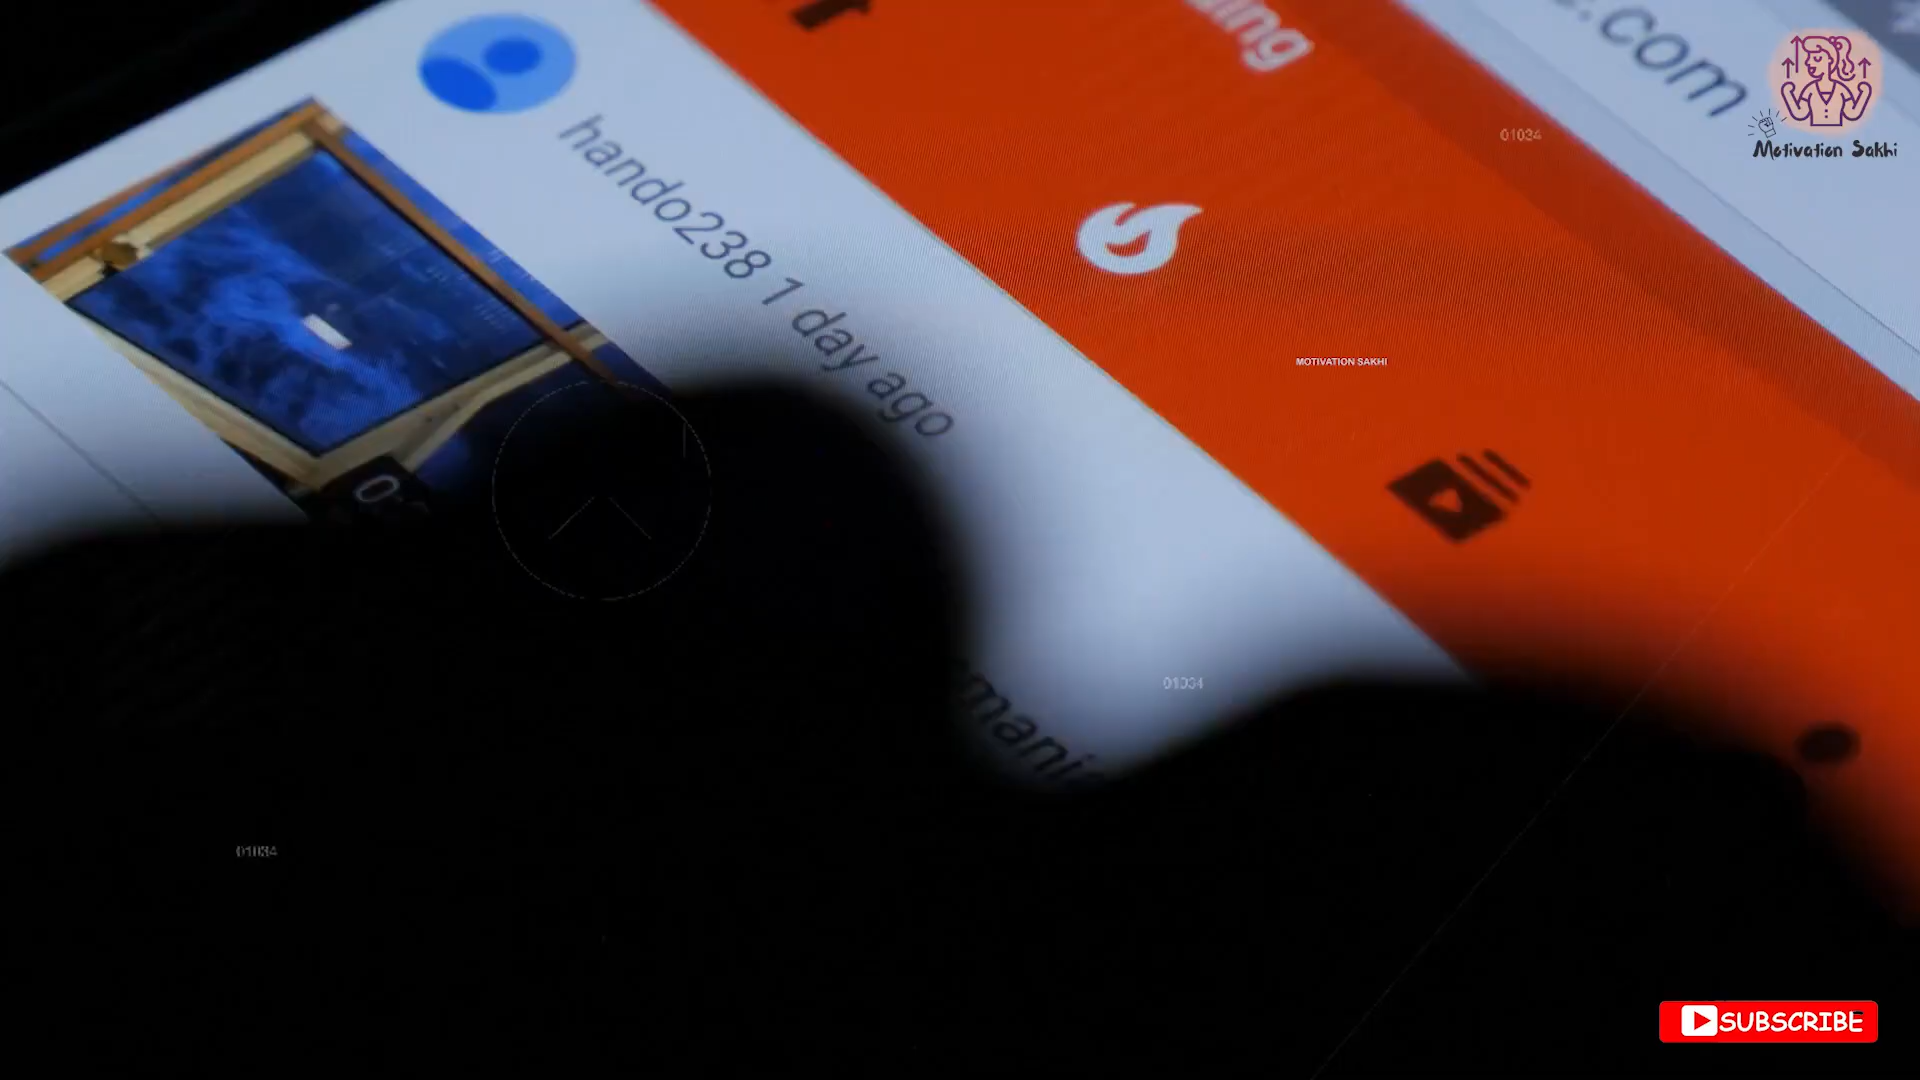 .com
Motivation Sakhi
01034
hando238 1 day ago
MOTIVATION SAKHI
01034
01034
SUBSCRIBE